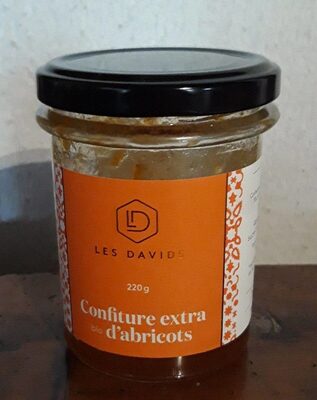 LD
LES DAVIDS
220g
Confiture extra
bio d'abricots